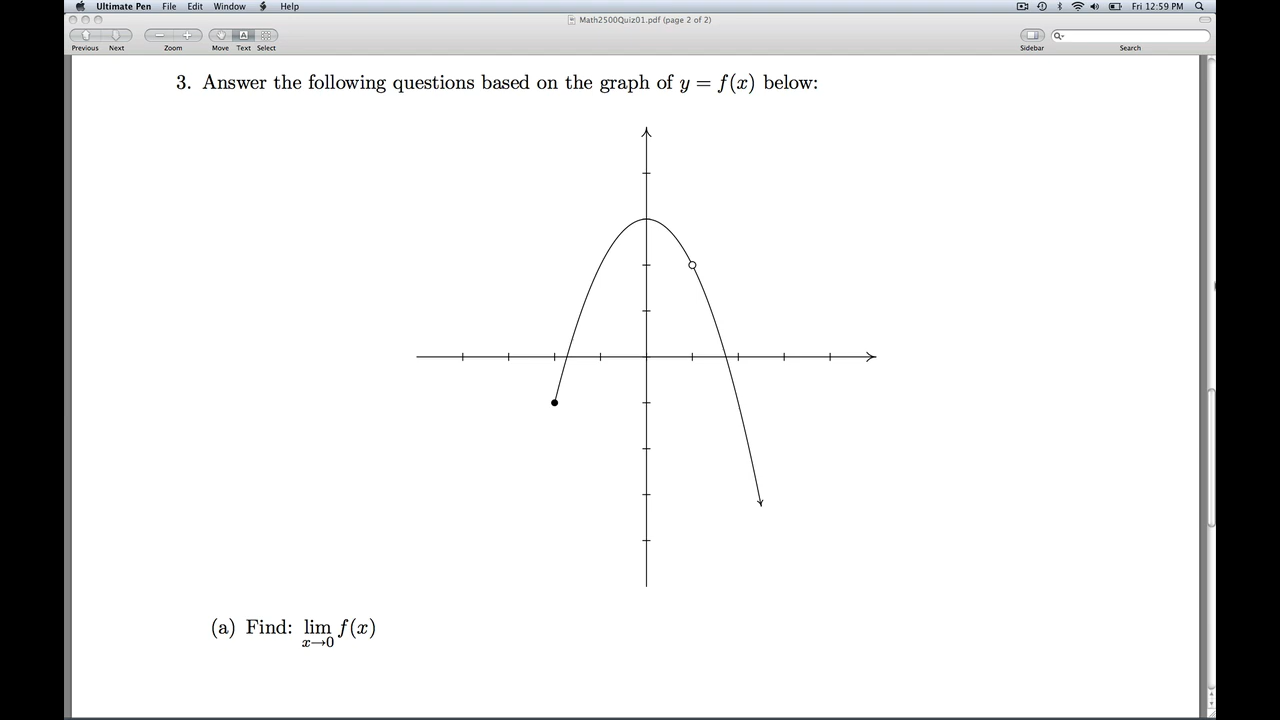 Ultimate Pen File Edit Window Help Fri 12:59 PM
Math2500Quiz01.pdf (page 2 of 2)
Previous Next Zoom Move Text Select Sidebar Search
3. Answer the following questions based on the graph of y = f(x) below:
(a) Find: lim f(x)
x→0